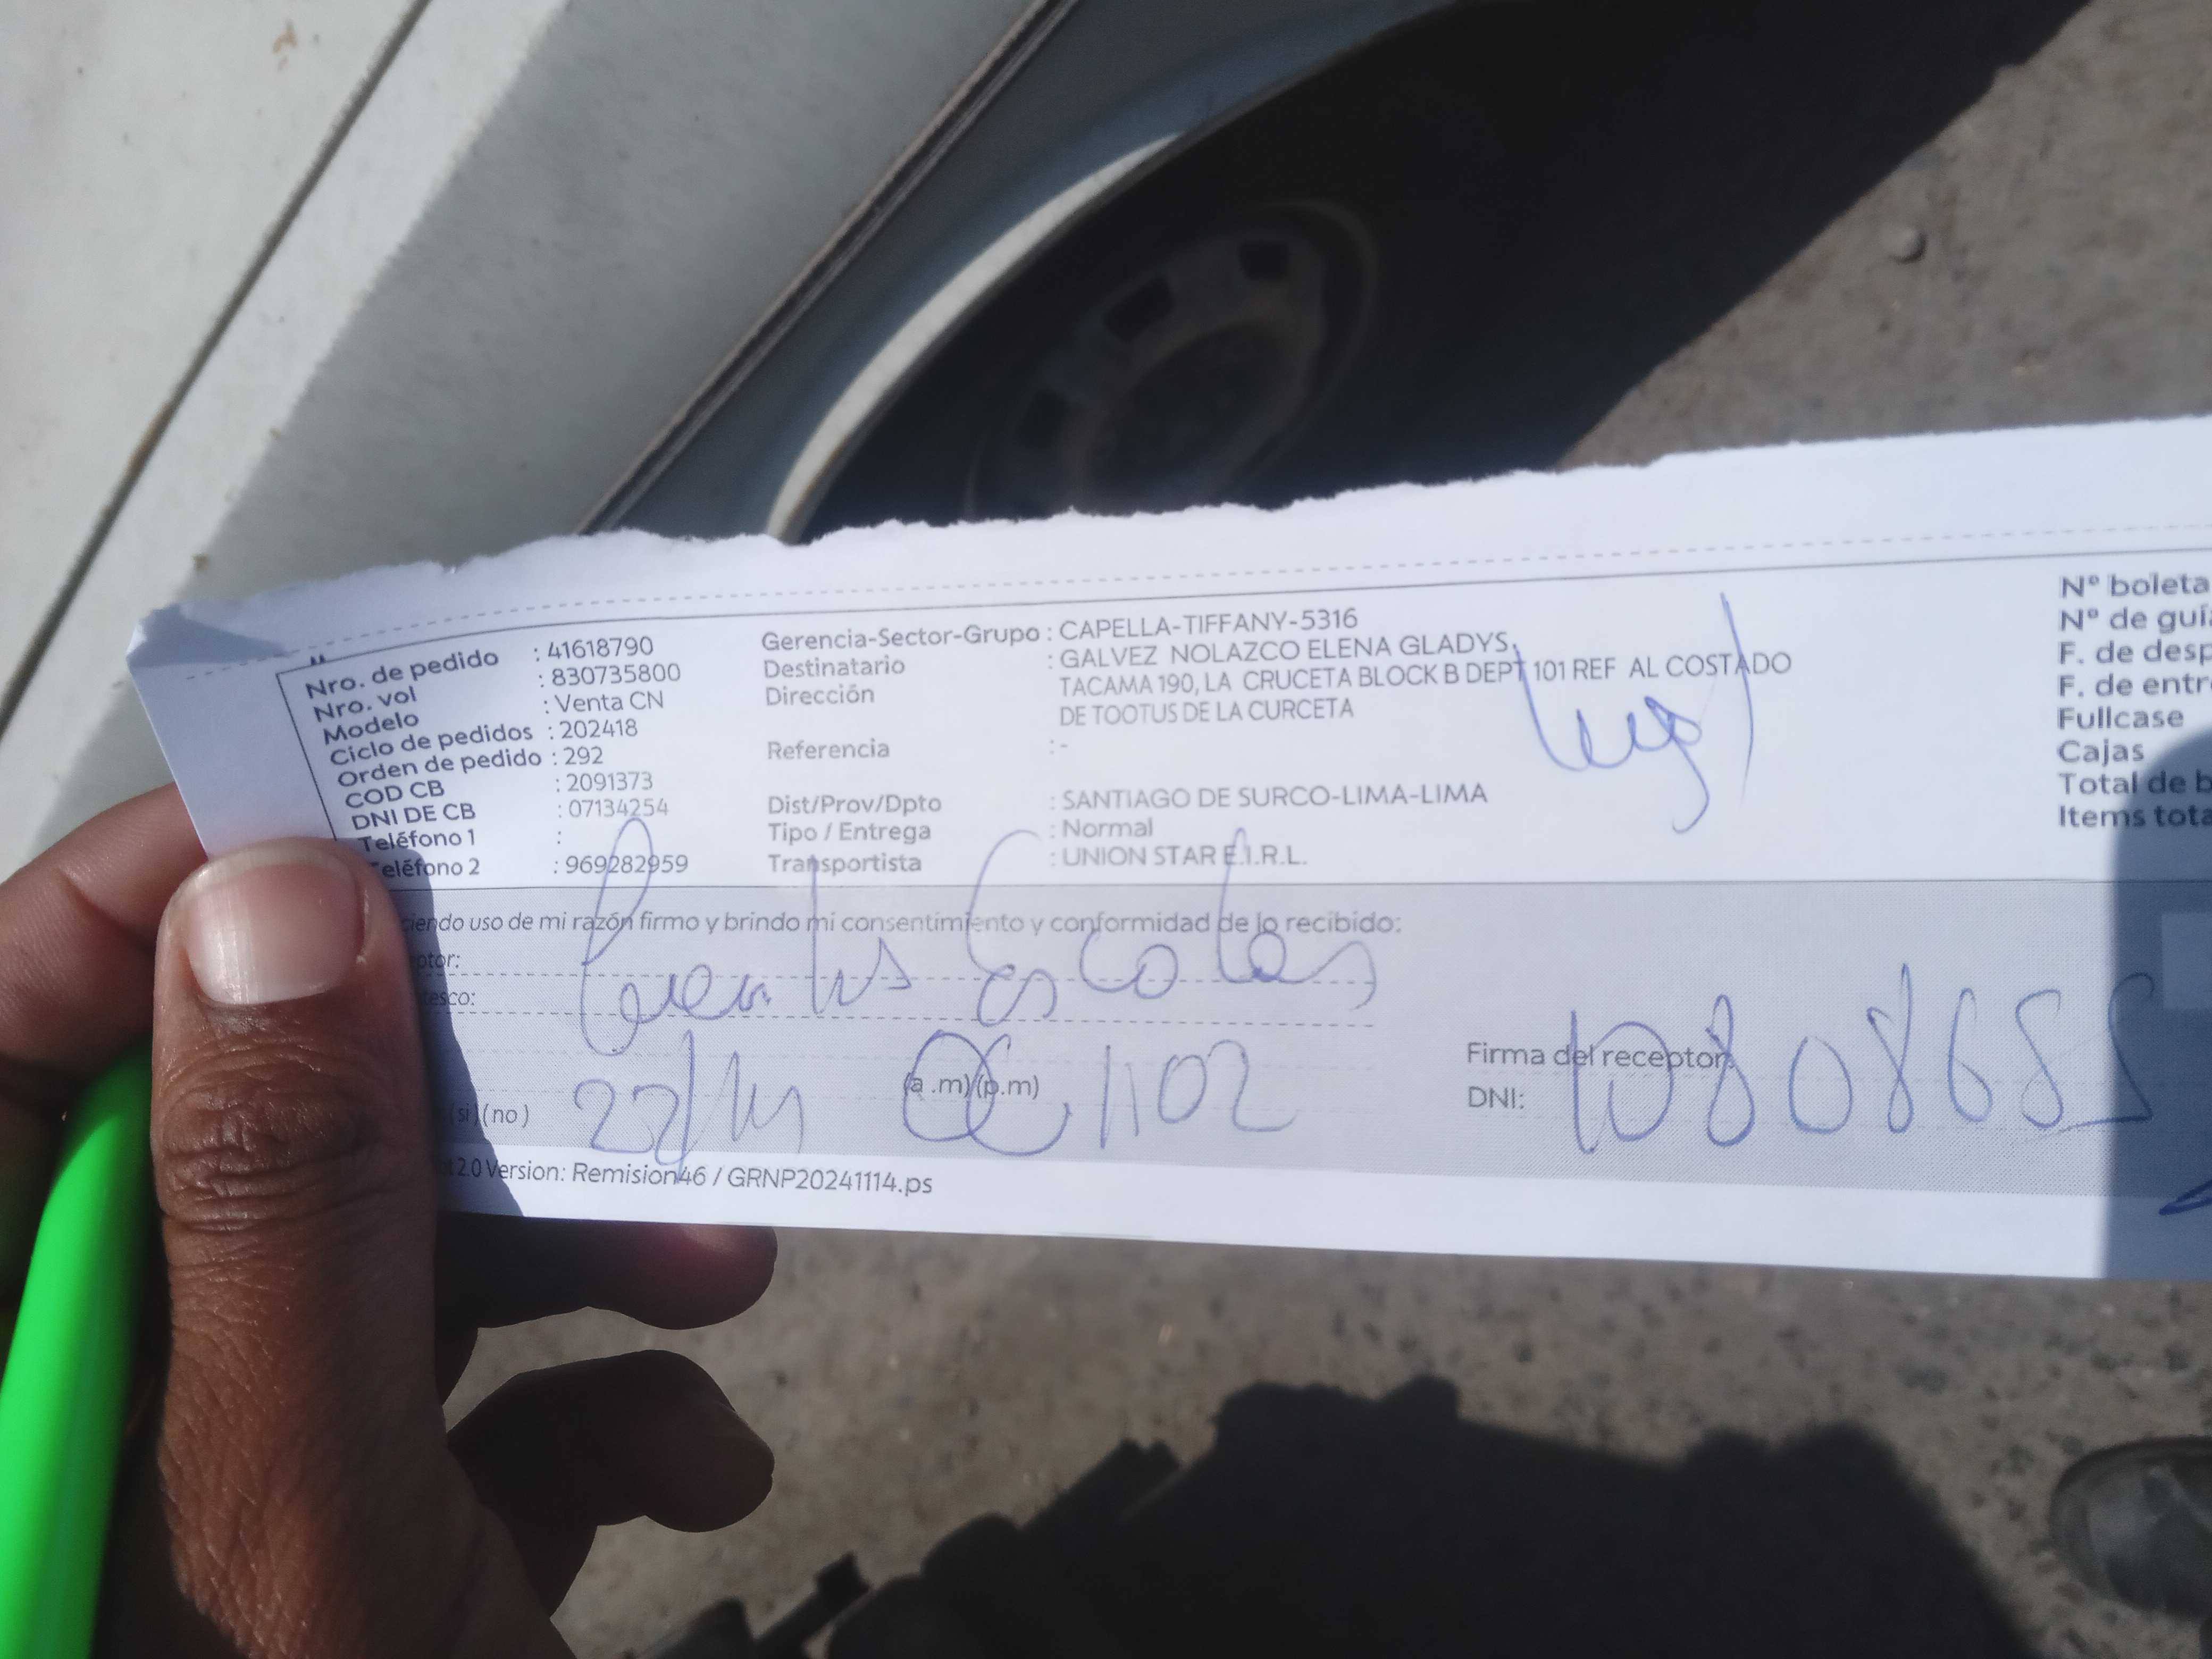 Nro. de pedido : 41618790
Nro. vol : 830735800
Modelo : Venta CN
Ciclo de pedidos : 202418
Orden de pedido : 292
COD CB : 2091373
DNI DE CB : 07134254
Teléfono 1 :
eléfono 2 : 969282959
Gerencia-Sector-Grupo : CAPELLA-TIFFANY-5316
Destinatario : GALVEZ NOLAZCO ELENA GLADYS
Dirección TACAMA 190, LA CRUCETA BLOCK B DEPT 101 REF AL COSTADO
DE TOOTUS DE LA CURCETA
Referencia : -
Dist/Prov/Dpto : SANTIAGO DE SURCO-LIMA-LIMA
Tipo / Entrega : Normal
Transportista : UNION STAR E.I.R.L.
Nº boleta
Nº de guía
F. de desp
F. de entr
Fullcase
Cajas
Total de b
Items tota
ciendo uso de mi razón firmo y brindo mi consentimiento y conformidad de lo recibido:
ptor:
tesco:
Escobas
(a .m) (p.m) 1102
(si) (no)
Firma del receptor:
DNI:
2.0 Version: Remision46 / GRNP20241114.ps